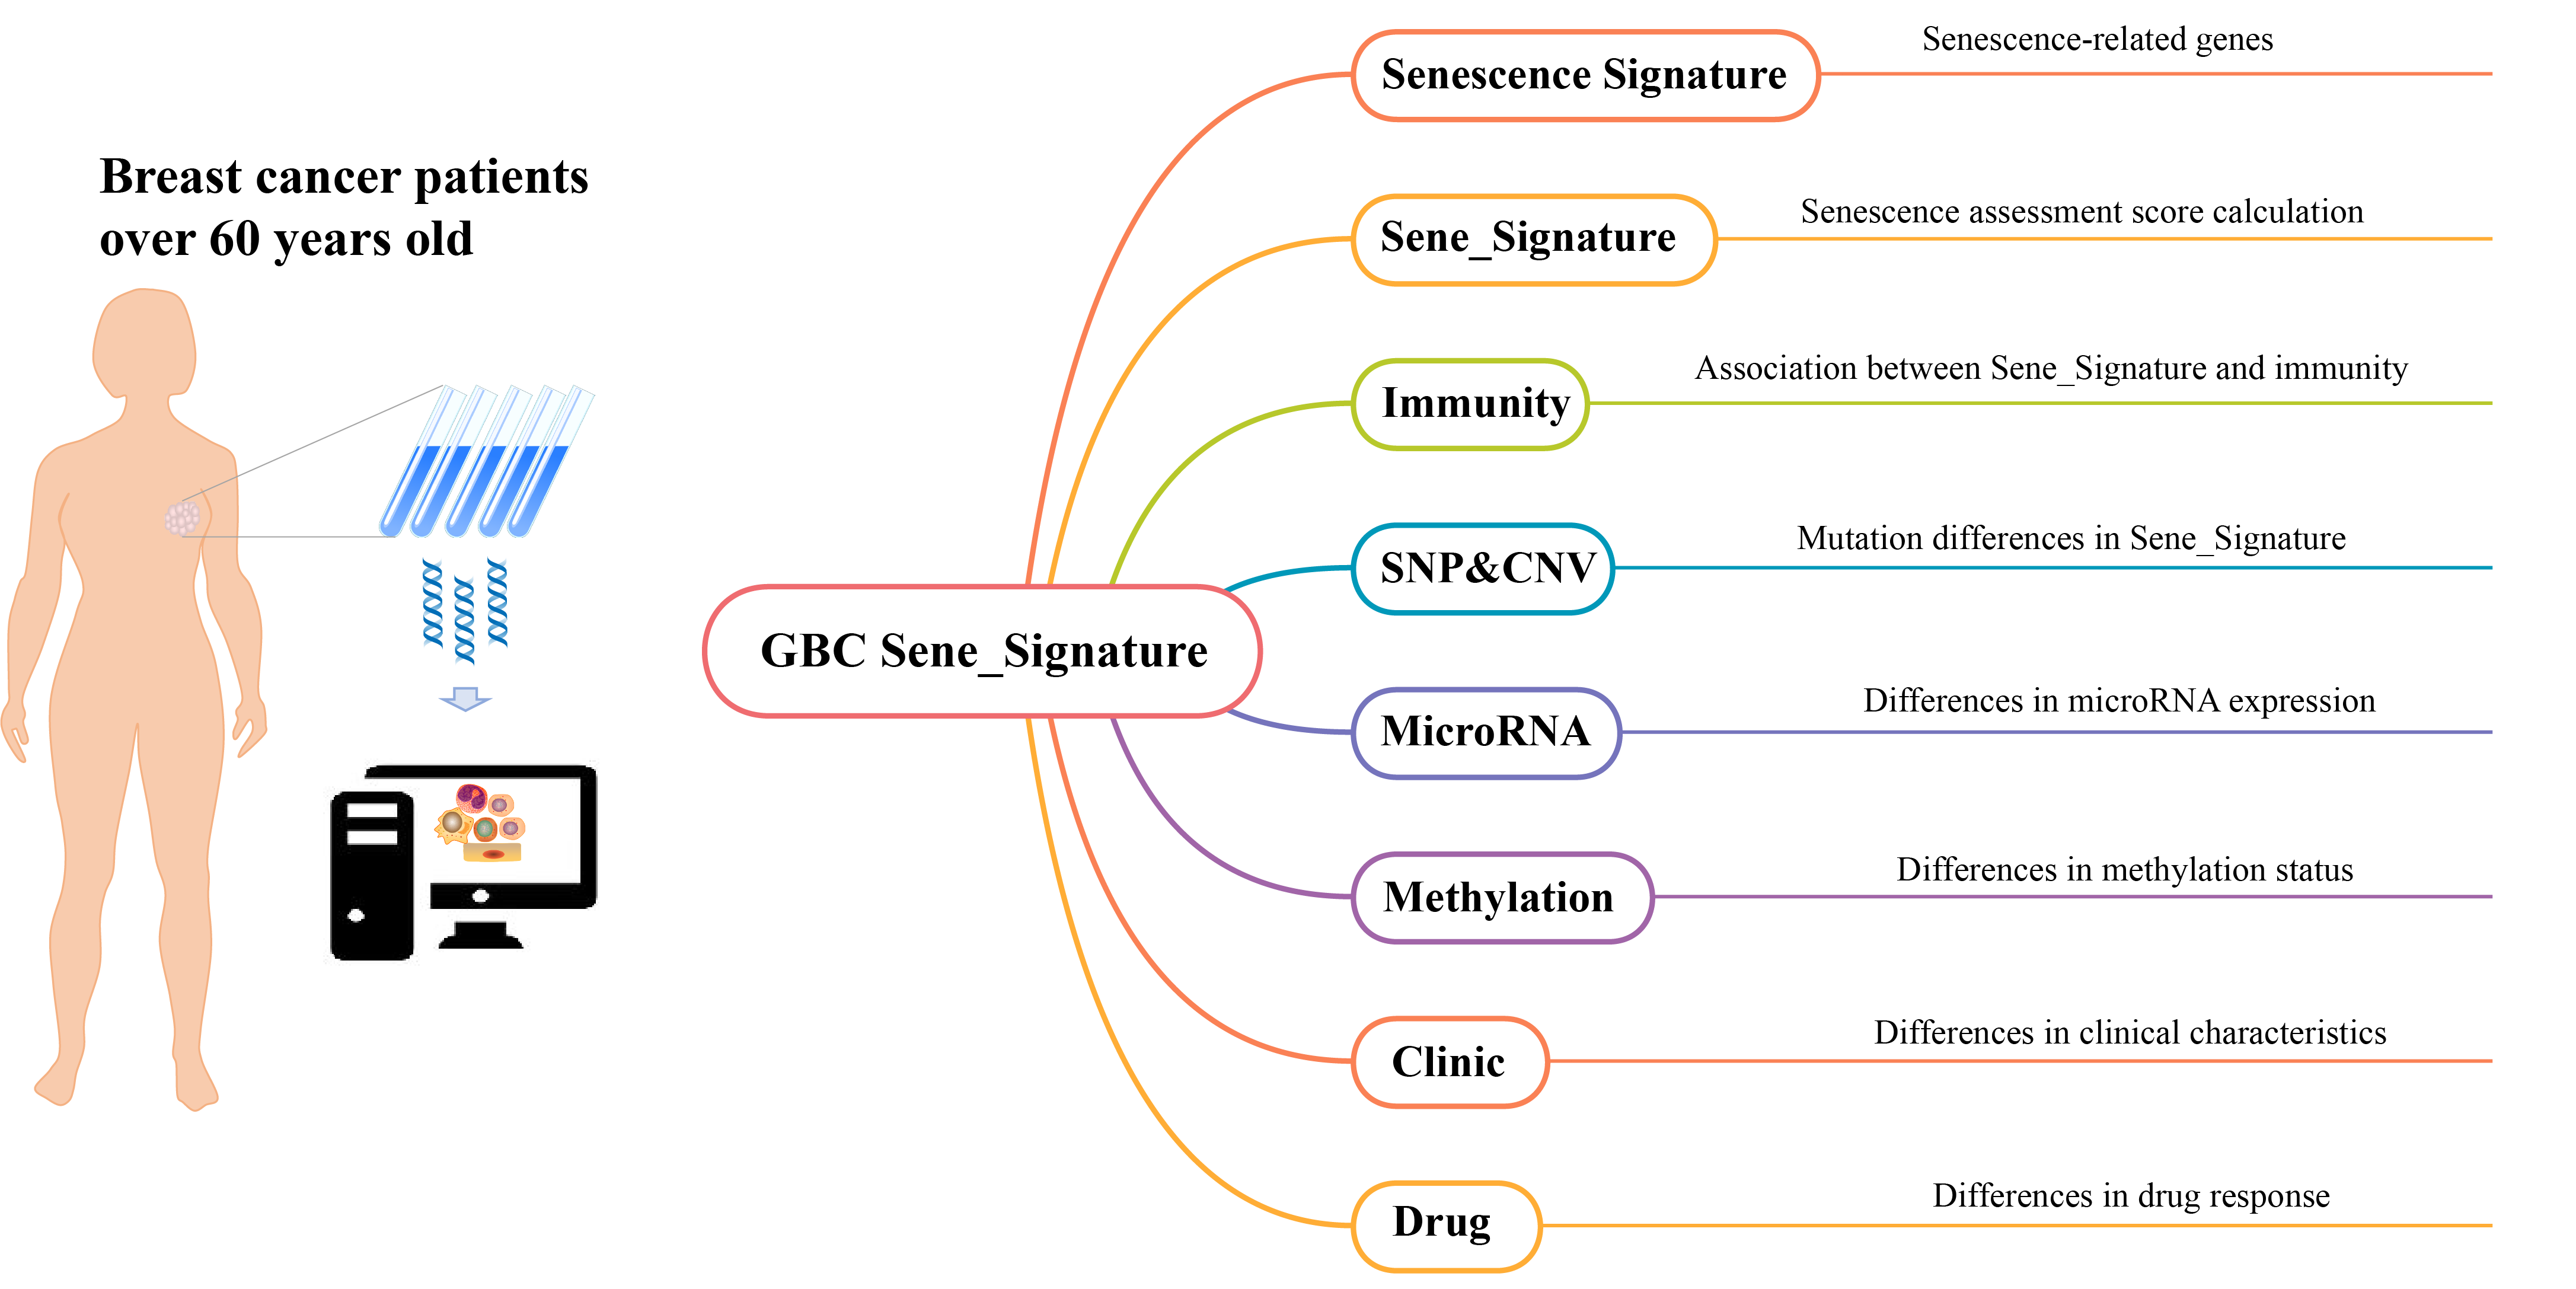 Breast cancer patients
over 60 years old
GBC Sene_Signature
Senescence Signature
Senescence-related genes
Sene_Signature
Senescence assessment score calculation
Immunity
Association between Sene_Signature and immunity
SNP&CNV
Mutation differences in Sene_Signature
MicroRNA
Differences in microRNA expression
Methylation
Differences in methylation status
Clinic
Differences in clinical characteristics
Drug
Differences in drug response